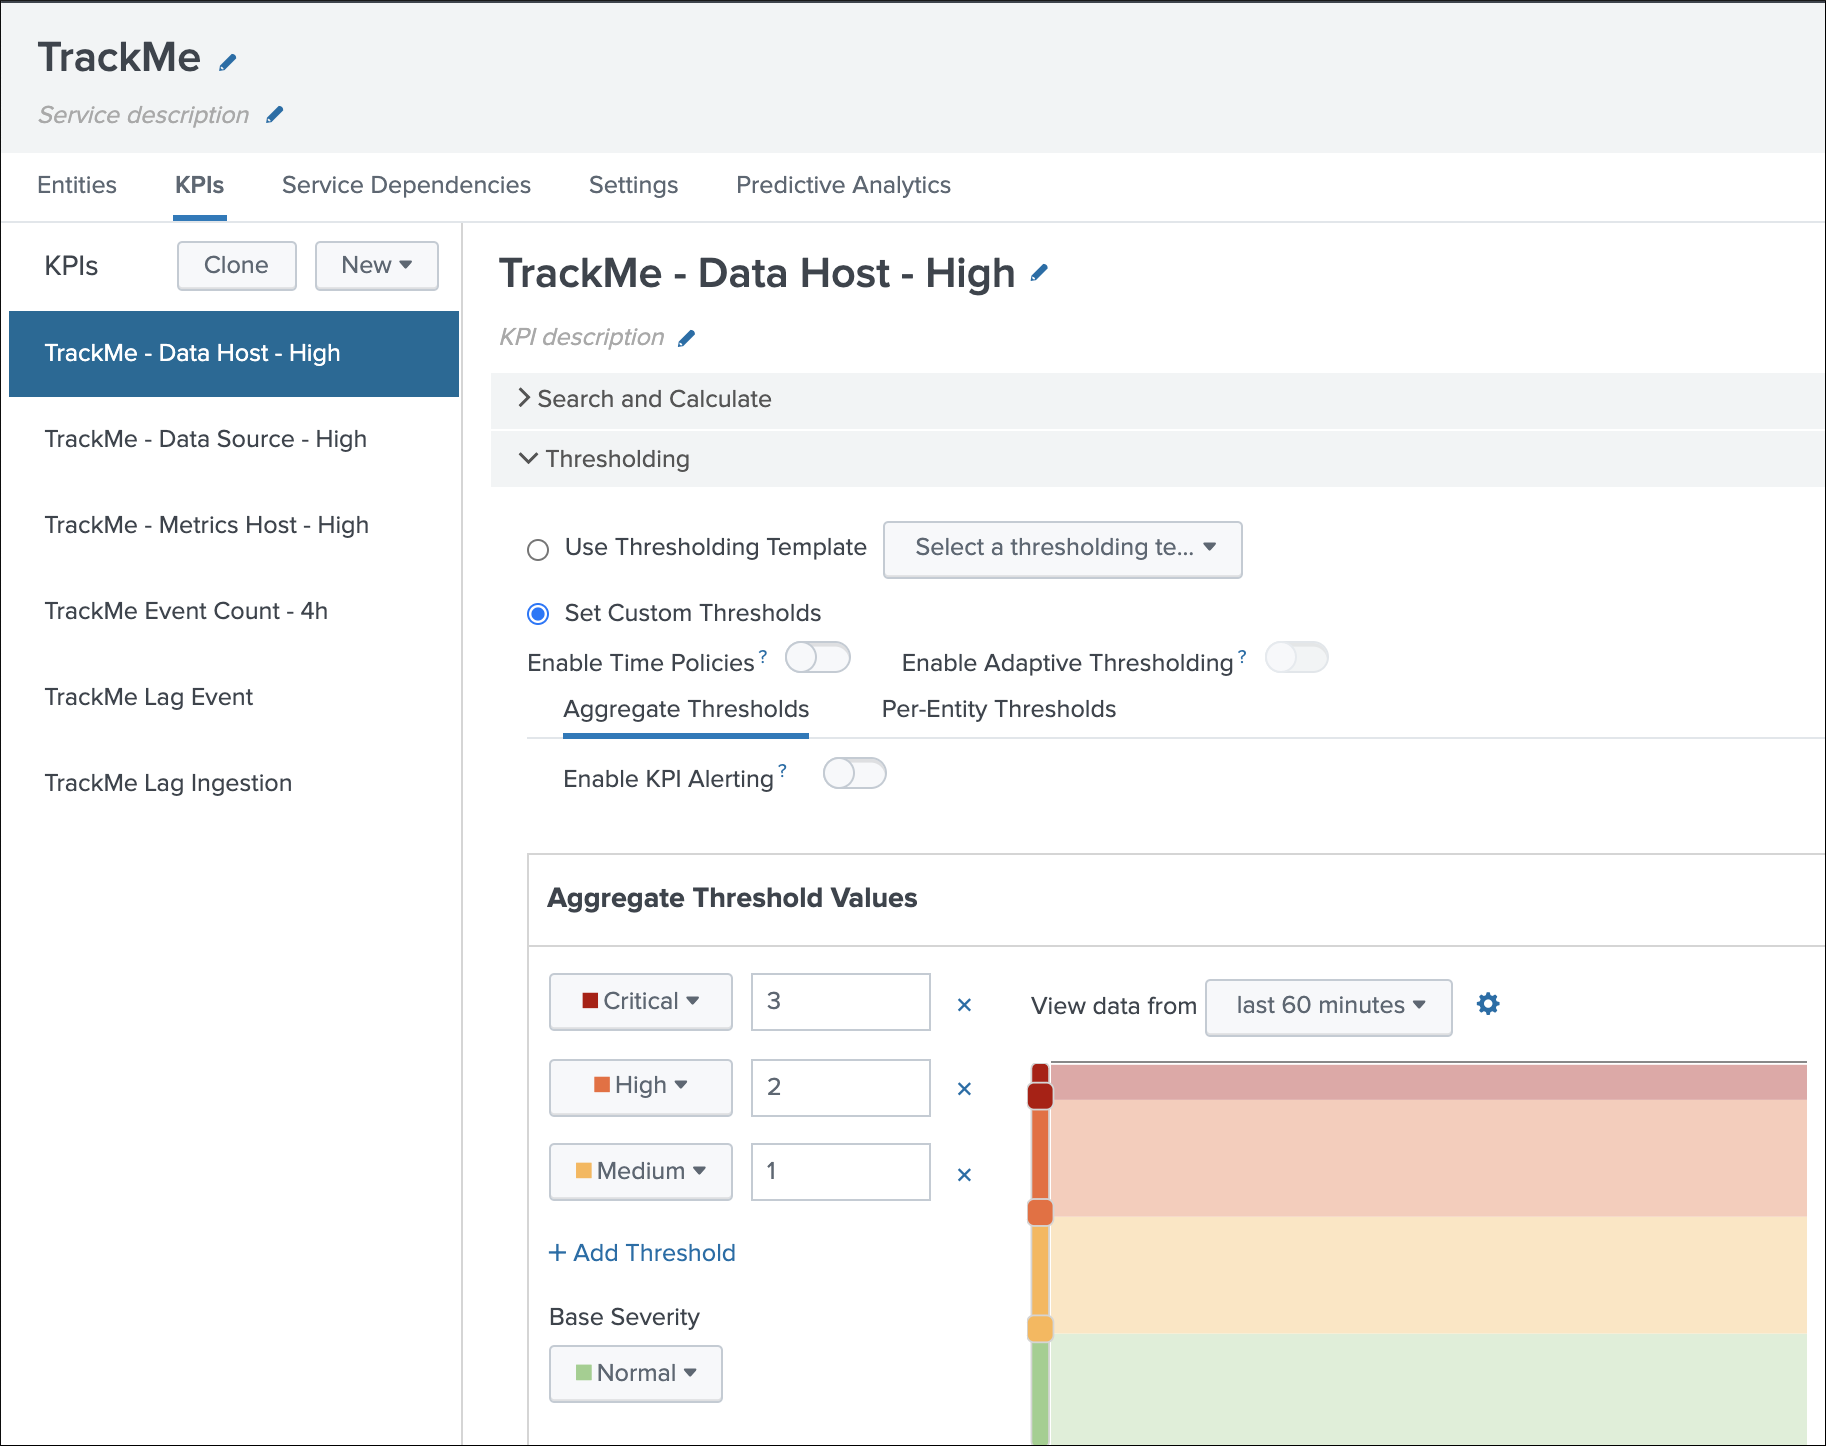 TrackMe
Service description
Entities KPIs Service Dependencies Settings Predictive Analytics
KPIs Clone New
TrackMe - Data Host - High
TrackMe - Data Source - High
TrackMe - Metrics Host - High
TrackMe Event Count - 4h
TrackMe Lag Event
TrackMe Lag Ingestion
TrackMe - Data Host - High
KPI description
Search and Calculate
Thresholding
Use Thresholding Template Select a thresholding te...
Set Custom Thresholds
Enable Time Policies ? Enable Adaptive Thresholding ?
Aggregate Thresholds Per-Entity Thresholds
Enable KPI Alerting ?
Aggregate Threshold Values
Critical 3
View data from last 60 minutes
High 2
Medium 1
+ Add Threshold
Base Severity
Normal